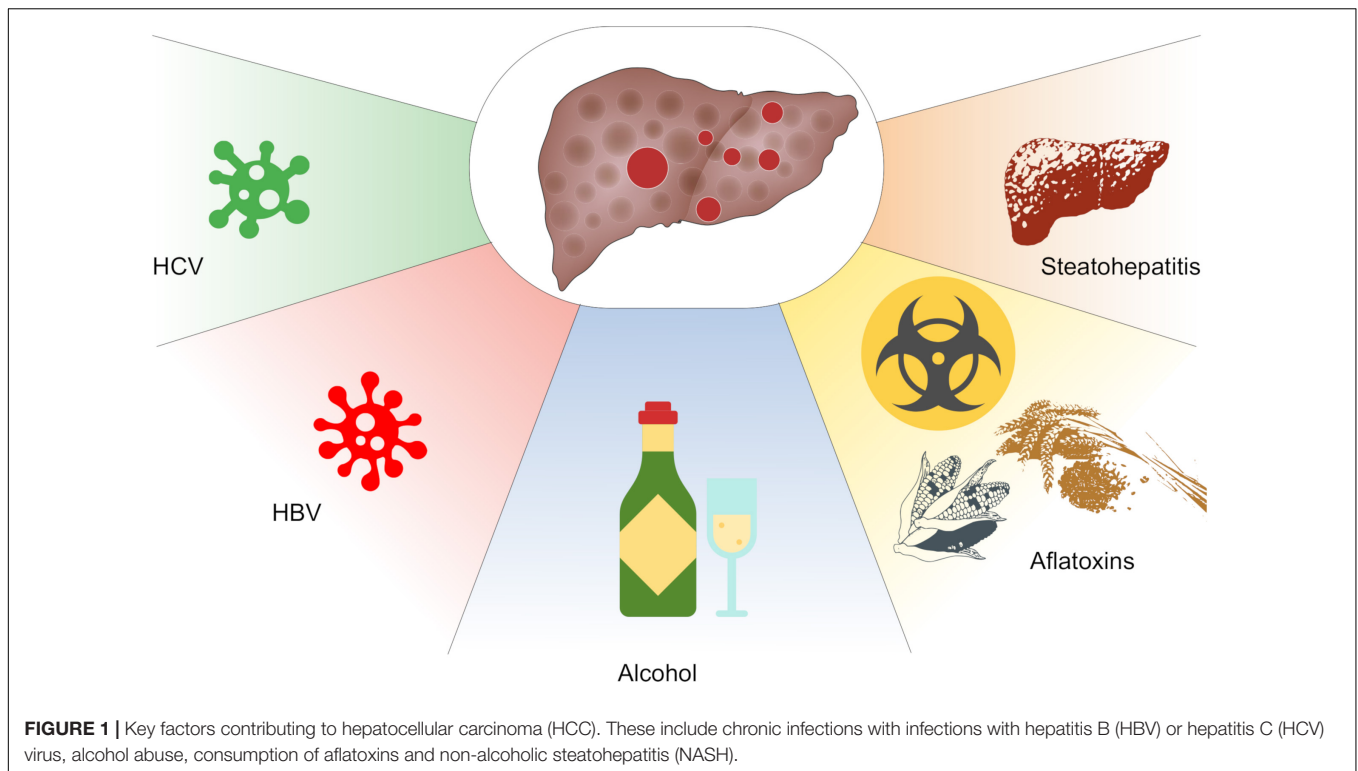 HCV
Steatohepatitis
HBV
Aflatoxins
Alcohol
FIGURE 1 | Key factors contributing to hepatocellular carcinoma (HCC). These include chronic infections with infections with hepatitis B (HBV) or hepatitis C (HCV)
virus, alcohol abuse, consumption of aflatoxins and non-alcoholic steatohepatitis (NASH).